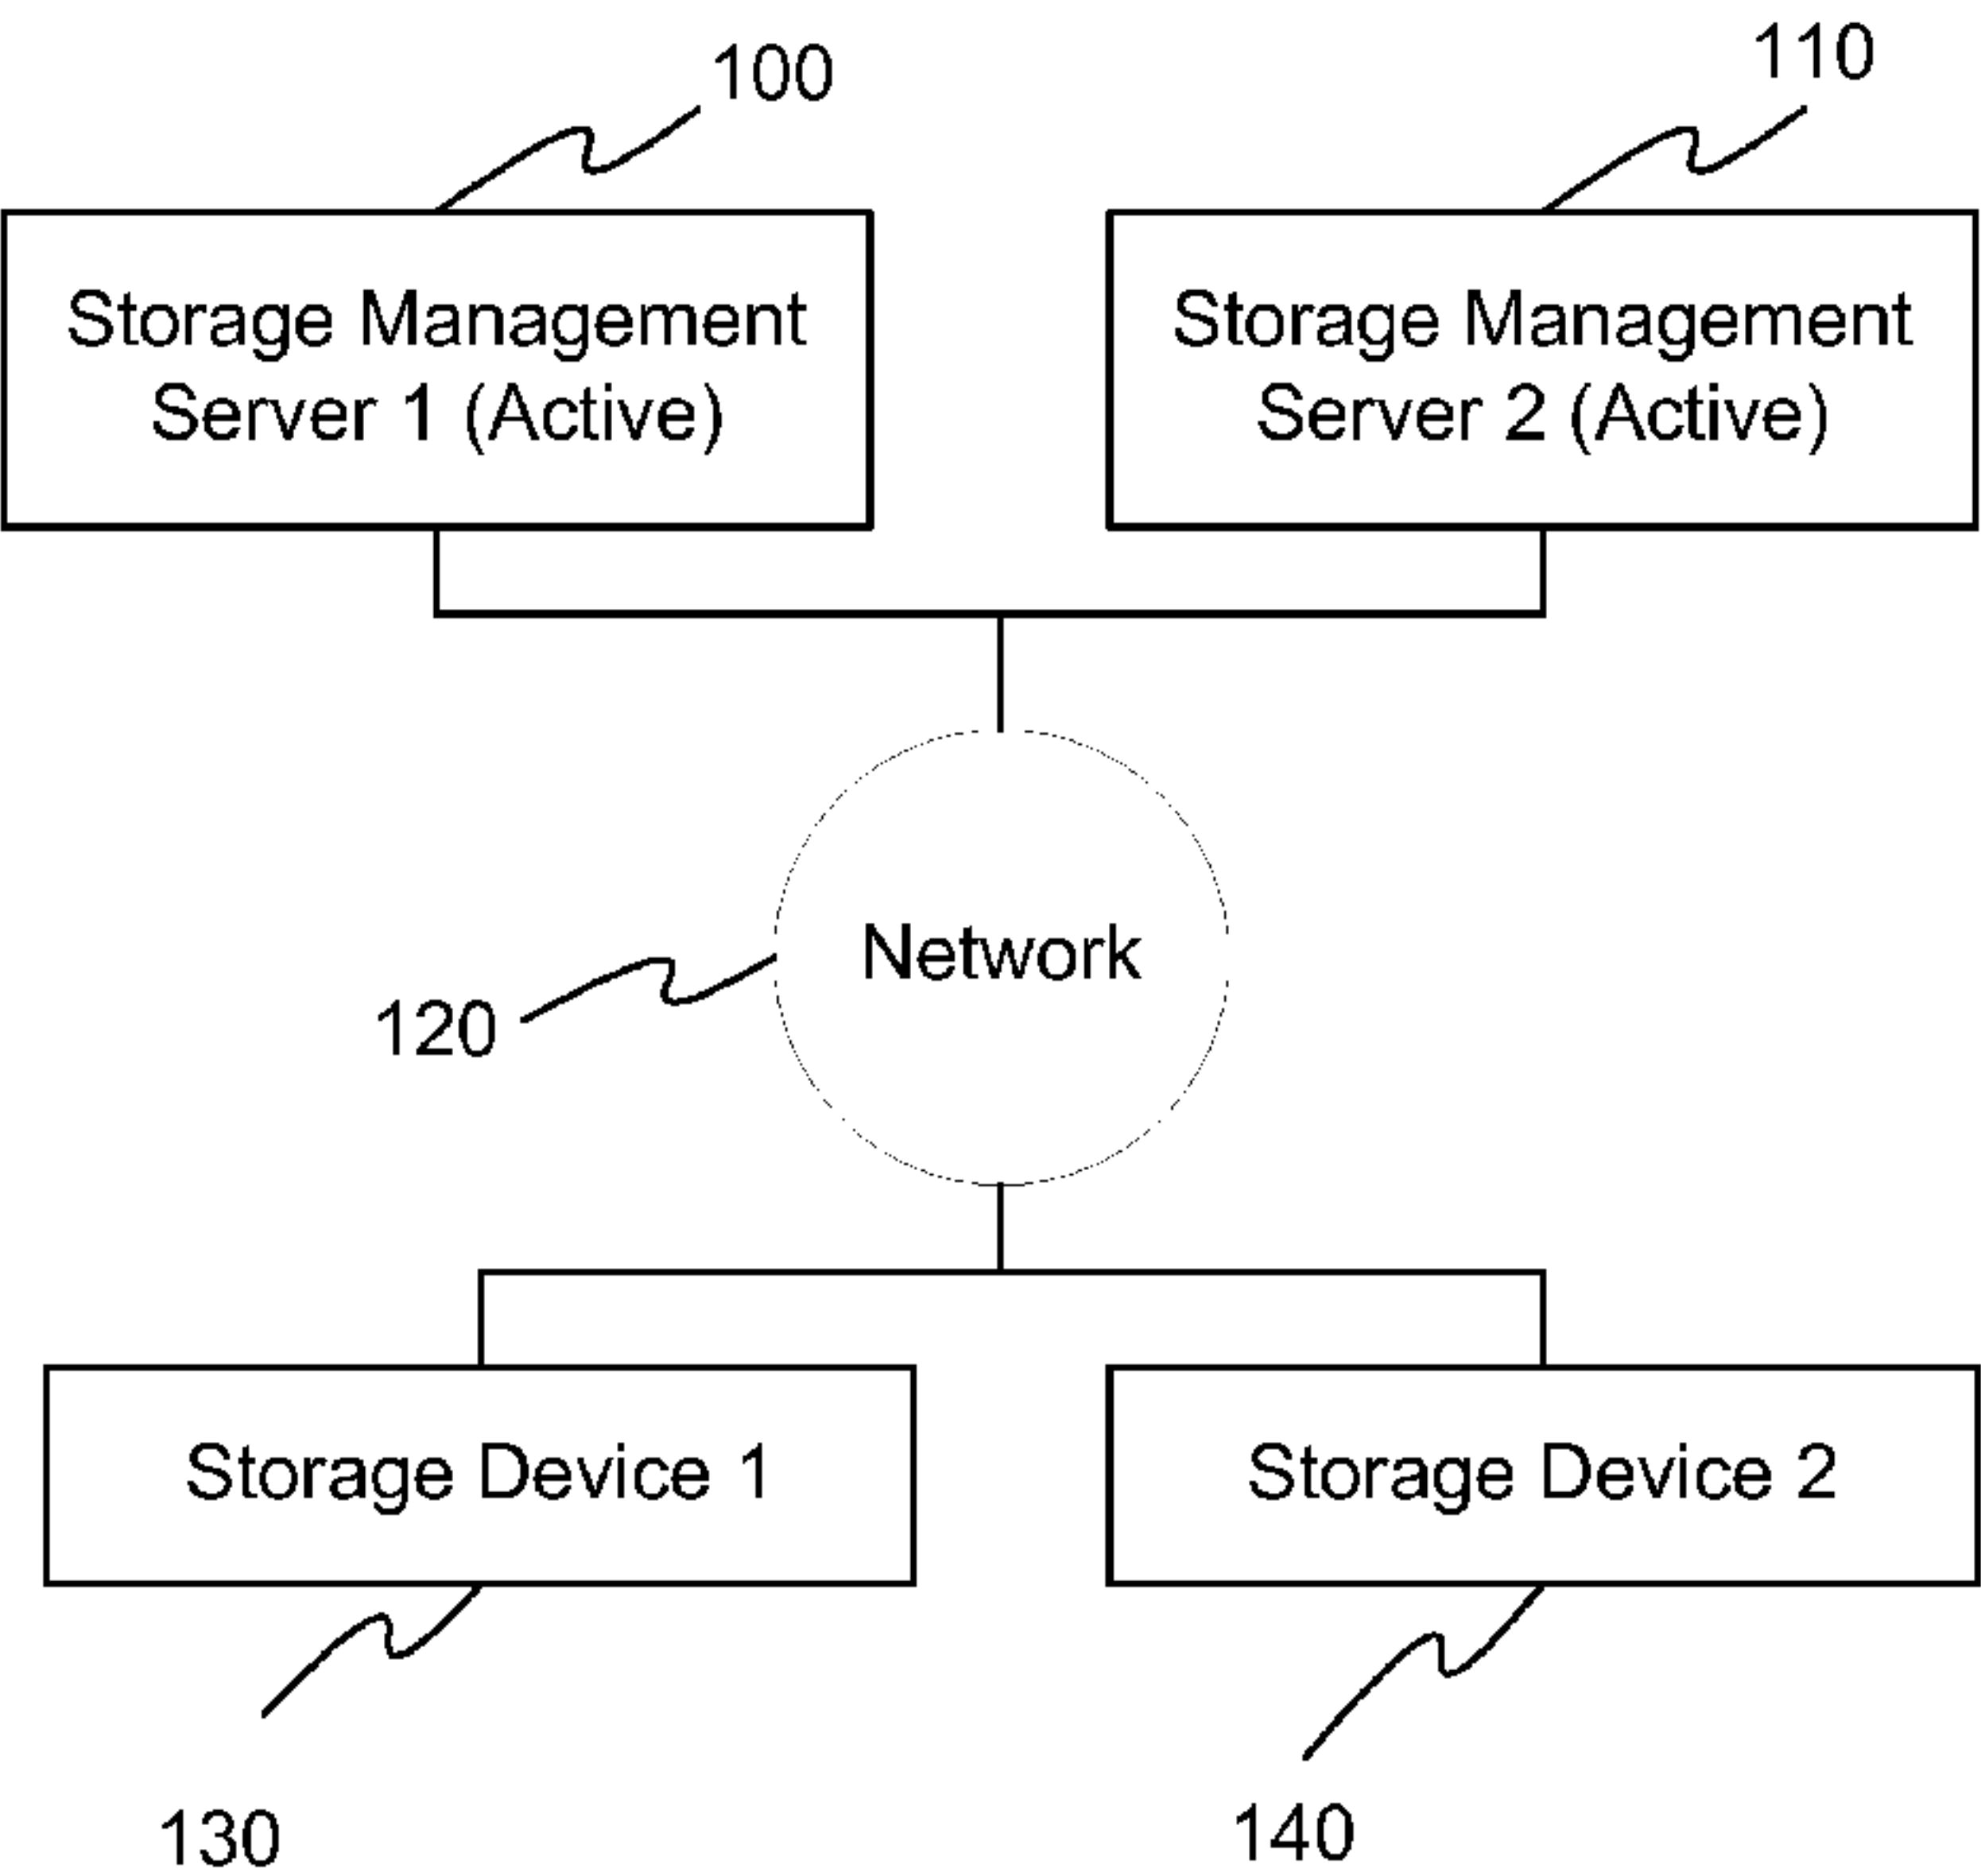 100
110
Storage Management
Server 1 (Active)
Storage Management
Server 2 (Active)
Network
120
Storage Device 1
Storage Device 2
130
140